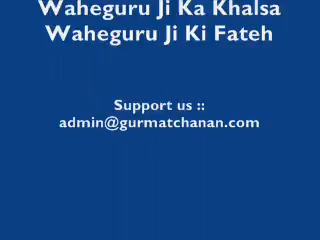 Waheguru Ji Ka Khalsa
Waheguru Ji Ki Fateh
Support us ::
admin@gurmatchanan.com